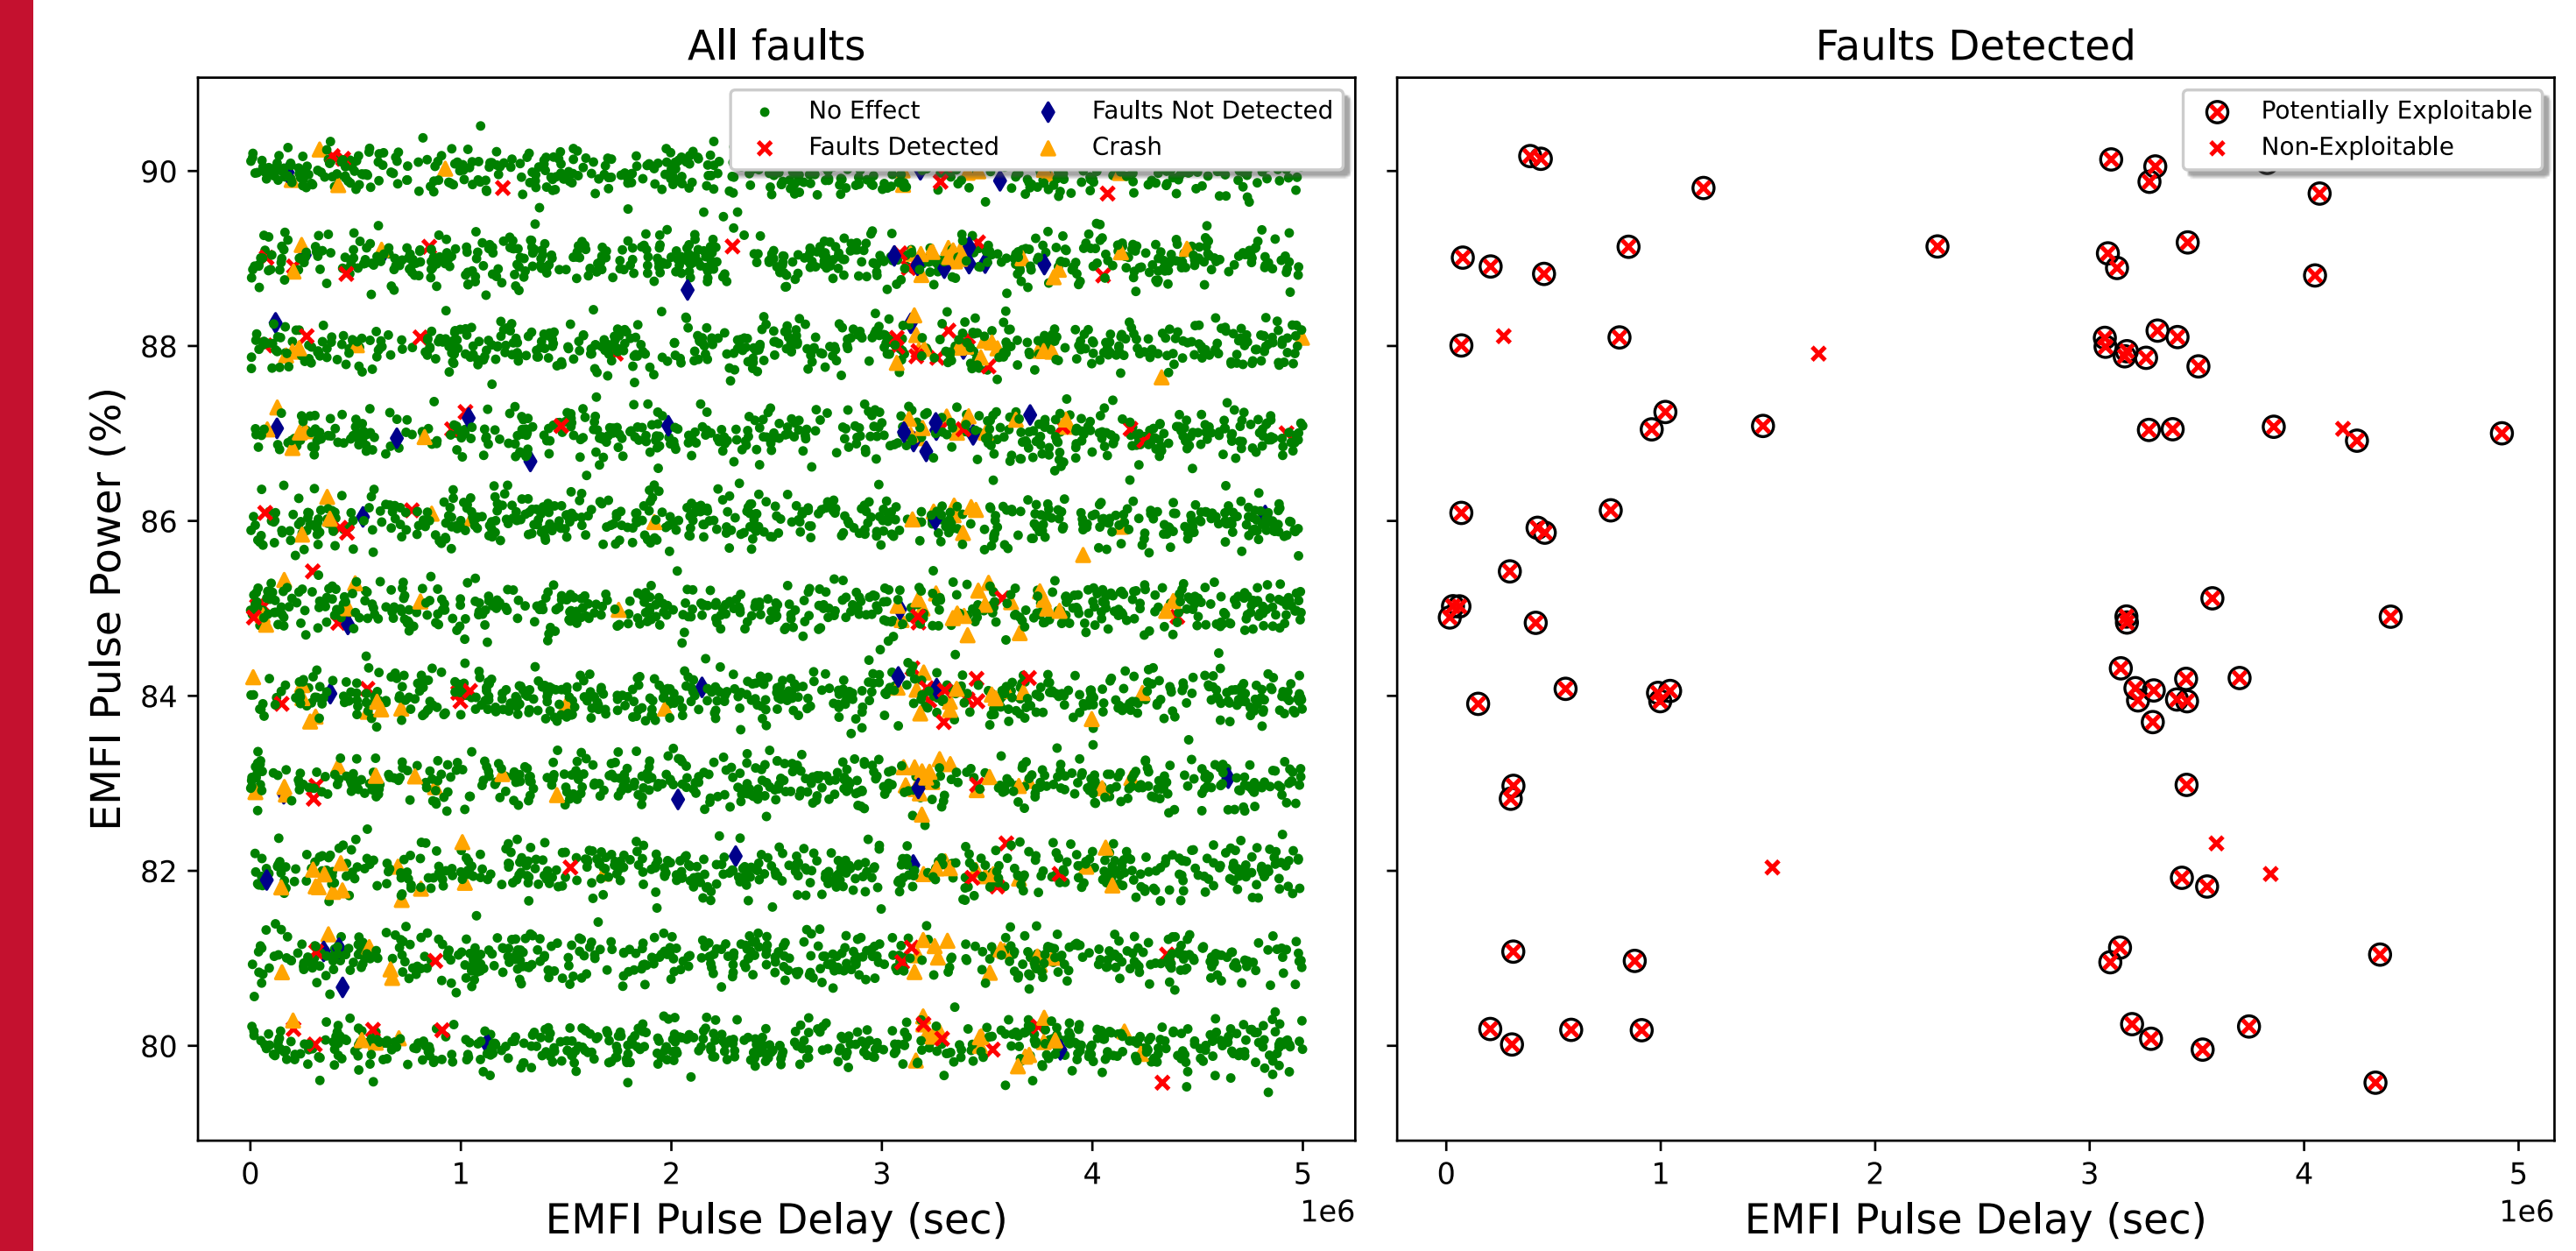 All faults
No Effect
Faults Detected
Faults Not Detected
Crash
EMFI Pulse Power (%)
90
88
86
84
82
80
0 1 2 3 4 5
1e6
EMFI Pulse Delay (sec)
Faults Detected
Potentially Exploitable
Non-Exploitable
0 1 2 3 4 5
1e6
EMFI Pulse Delay (sec)